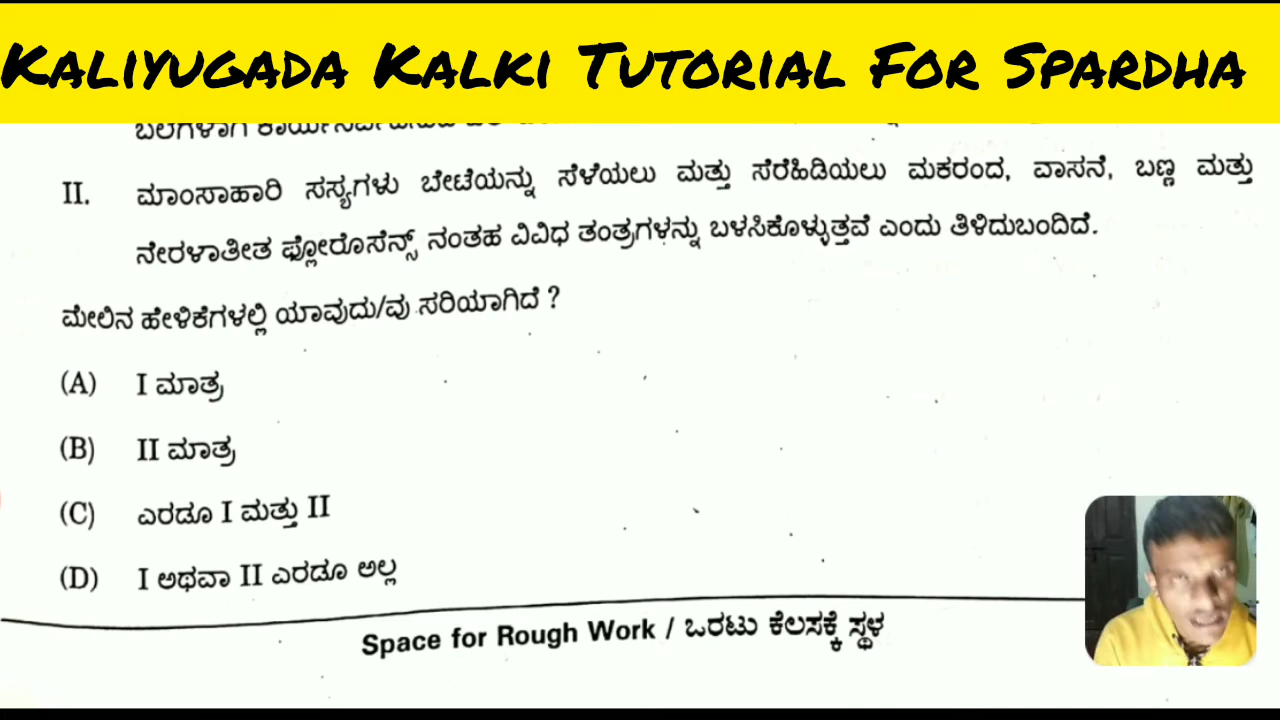 KALIYUGADA KALKI TUTORIAL FOR SPARDHA
II. ಮಾಂಸಾಹಾರಿ ಸಸ್ಯಗಳು ಬೇಟೆಯನ್ನು ಸೆಳೆಯಲು ಮತ್ತು ಸೆರೆಹಿಡಿಯಲು ಮಕರಂದ, ವಾಸನೆ, ಬಣ್ಣ ಮತ್ತು
ನೇರಳಾತೀತ ಫ್ಲೋರೊಸೆನ್ಸ್ ನಂತಹ ವಿವಿಧ ತಂತ್ರಗಳನ್ನು ಬಳಸಿಕೊಳ್ಳುತ್ತವೆ ಎಂದು ತಿಳಿದುಬಂದಿದೆ.
ಮೇಲಿನ ಹೇಳಿಕೆಗಳಲ್ಲಿ ಯಾವುದು/ವು ಸರಿಯಾಗಿದೆ ?
(A) I ಮಾತ್ರ
(B) II ಮಾತ್ರ
(C) ಎರಡೂ I ಮತ್ತು II
(D) I ಅಥವಾ II ಎರಡೂ ಅಲ್ಲ
Space for Rough Work / ಒರಟು ಕೆಲಸಕ್ಕೆ ಸ್ಥಳ